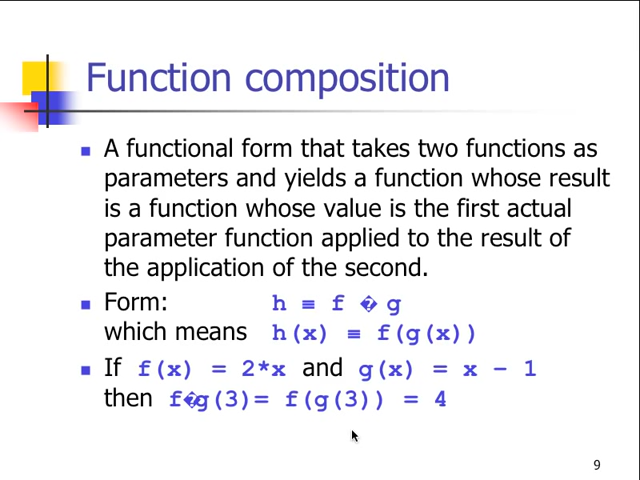 Function composition
A functional form that takes two functions as
parameters and yields a function whose result
is a function whose value is the first actual
parameter function applied to the result of
the application of the second.
Form: h ≡ f � g
which means h(x) ≡ f(g(x))
If f(x) = 2*x and g(x) = x – 1
then f�g(3)= f(g(3)) = 4
9